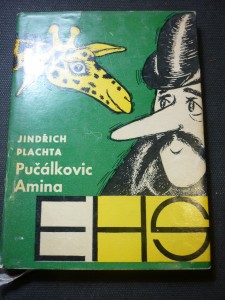 JINDŘICH
PLACHTA
Pučálkovic
Amina
EHS